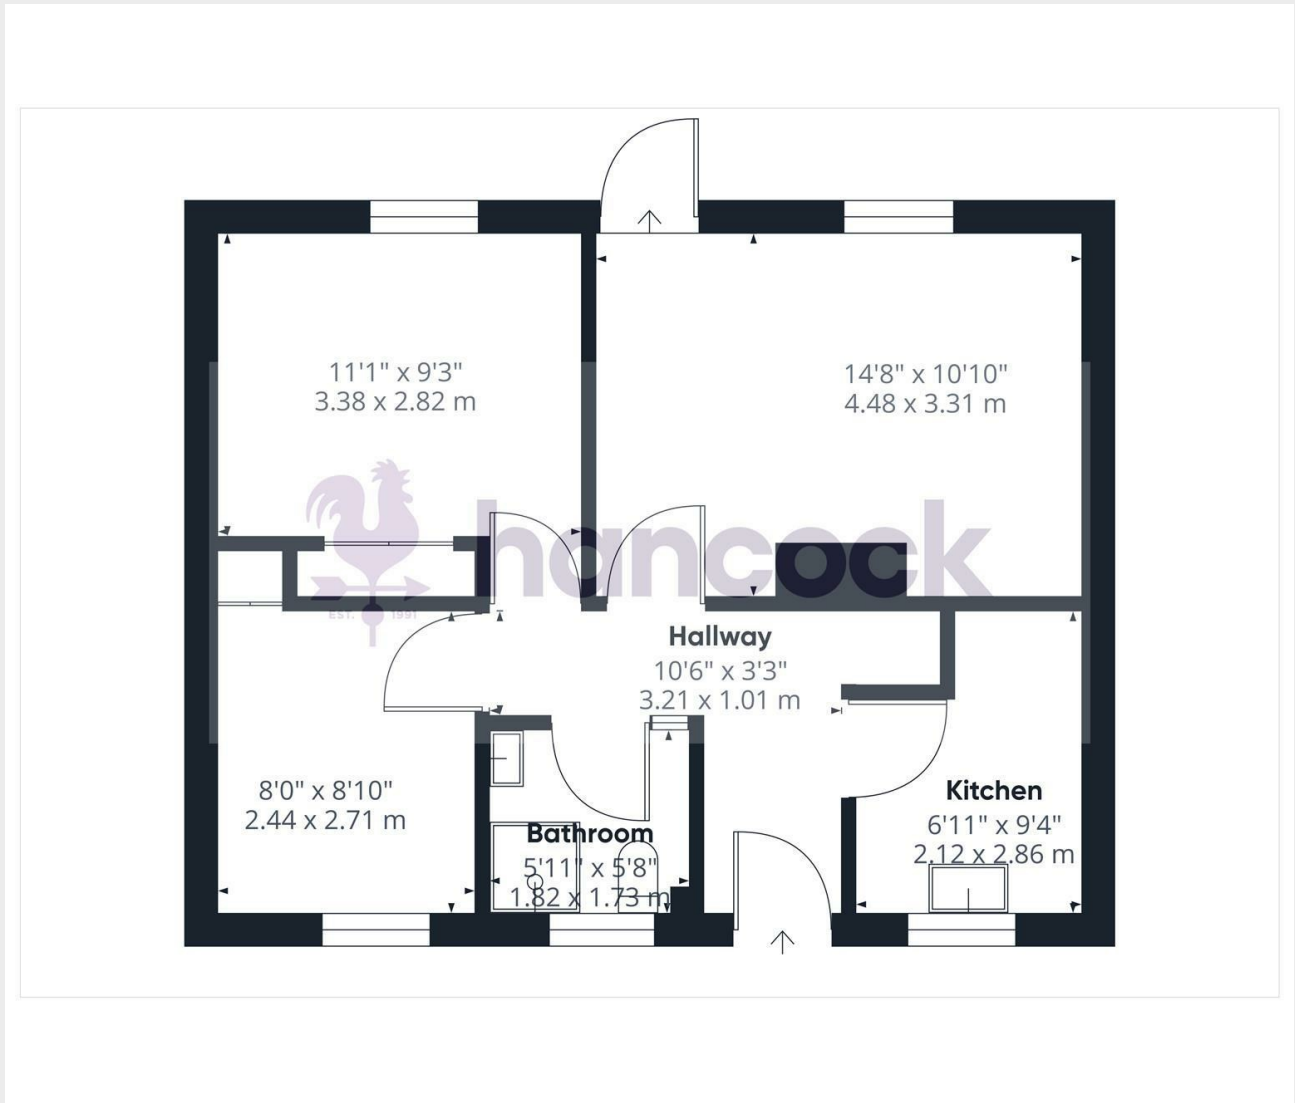 11'1" x 9'3"
3.38 x 2.82 m
14'8" x 10'10"
4.48 x 3.31 m
hancock
EST. 1991
Hallway
10'6" x 3'3"
3.21 x 1.01 m
8'0" x 8'10"
2.44 x 2.71 m
Bathroom
5'11" x 5'8"
1.82 x 1.73 m
Kitchen
6'11" x 9'4"
2.12 x 2.86 m